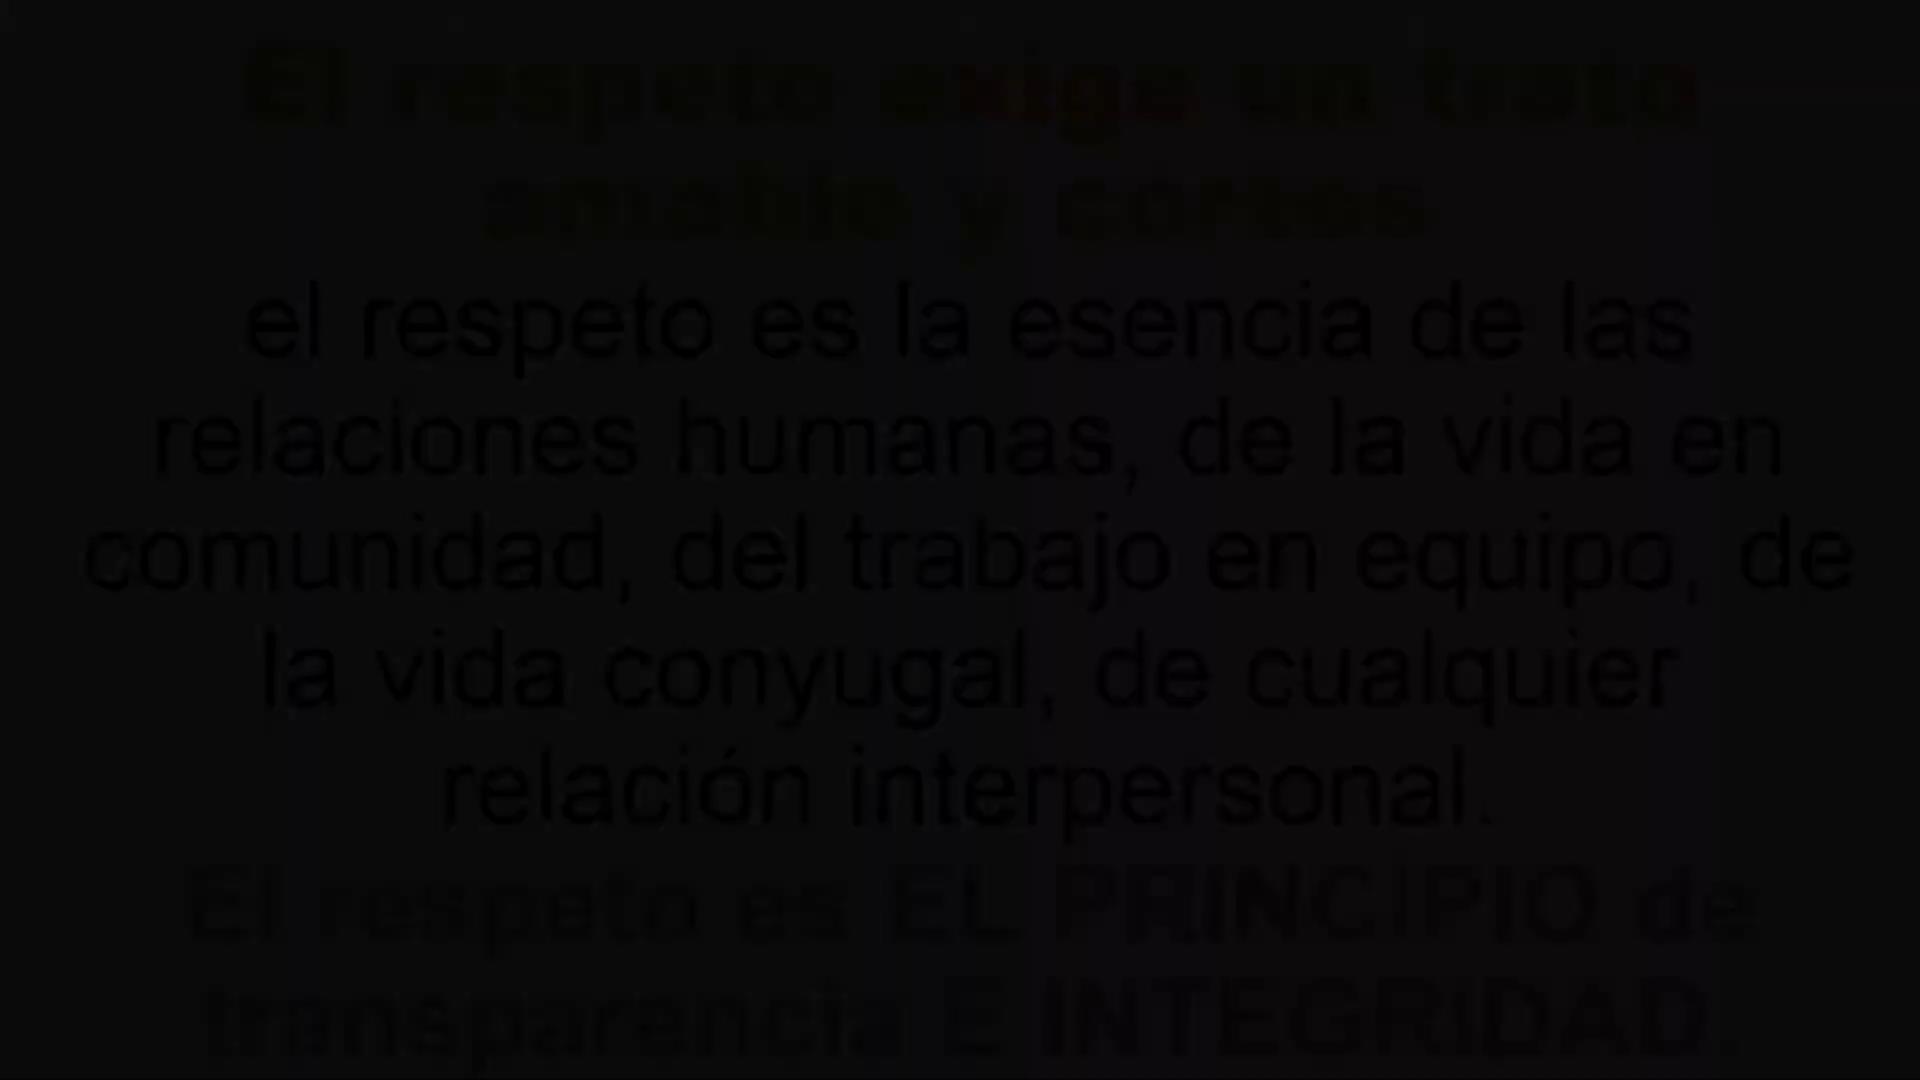 El respeto exige un trato
amable y cortes
el respeto es la esencia de las
relaciones humanas, de la vida en
comunidad, del trabajo en equipo, de
la vida conyugal, de cualquier
relación interpersonal.
El respeto es EL PRINCIPIO de
transparencia E INTEGRIDAD.